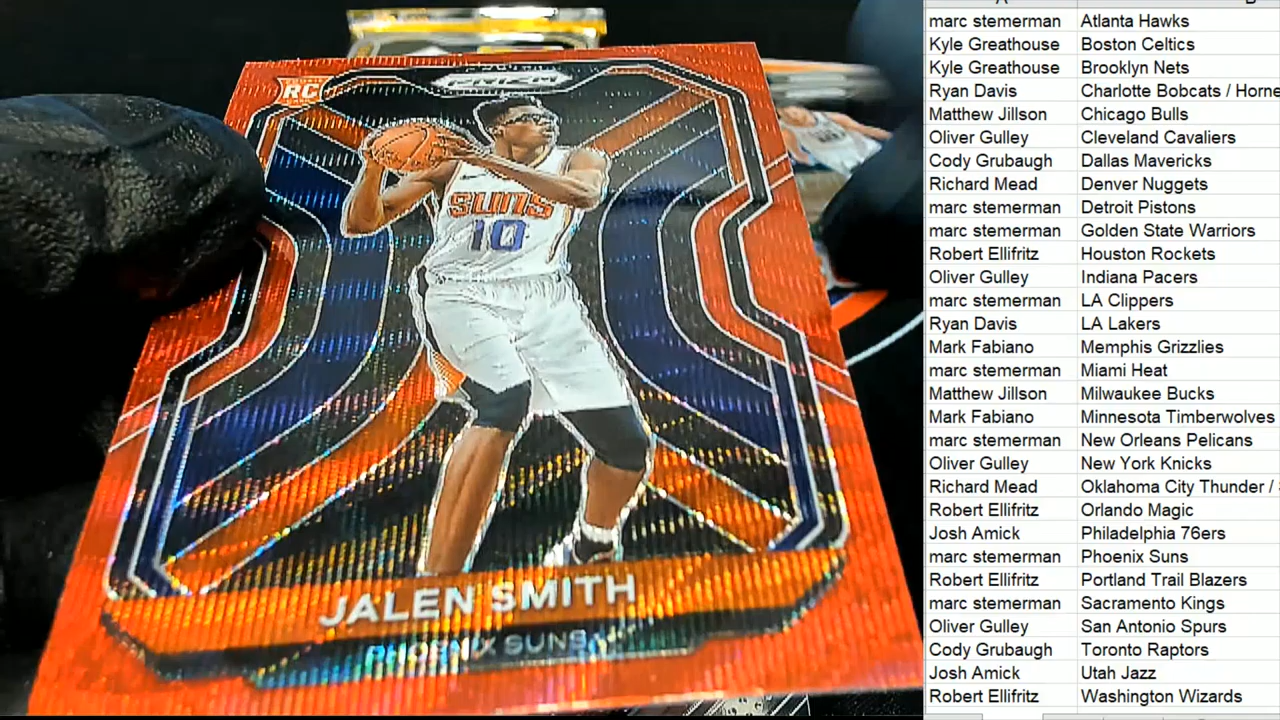 RC
PRIZM
SUNS
10
JALEN SMITH
PHOENIX SUNS
marc stemerman Atlanta Hawks
Kyle Greathouse Boston Celtics
Kyle Greathouse Brooklyn Nets
Ryan Davis Charlotte Bobcats / Horne
Matthew Jillson Chicago Bulls
Oliver Gulley Cleveland Cavaliers
Cody Grubaugh Dallas Mavericks
Richard Mead Denver Nuggets
marc stemerman Detroit Pistons
marc stemerman Golden State Warriors
Robert Ellifritz Houston Rockets
Oliver Gulley Indiana Pacers
marc stemerman LA Clippers
Ryan Davis LA Lakers
Mark Fabiano Memphis Grizzlies
marc stemerman Miami Heat
Matthew Jillson Milwaukee Bucks
Mark Fabiano Minnesota Timberwolves
marc stemerman New Orleans Pelicans
Oliver Gulley New York Knicks
Richard Mead Oklahoma City Thunder /
Robert Ellifritz Orlando Magic
Josh Amick Philadelphia 76ers
marc stemerman Phoenix Suns
Robert Ellifritz Portland Trail Blazers
marc stemerman Sacramento Kings
Oliver Gulley San Antonio Spurs
Cody Grubaugh Toronto Raptors
Josh Amick Utah Jazz
Robert Ellifritz Washington Wizards